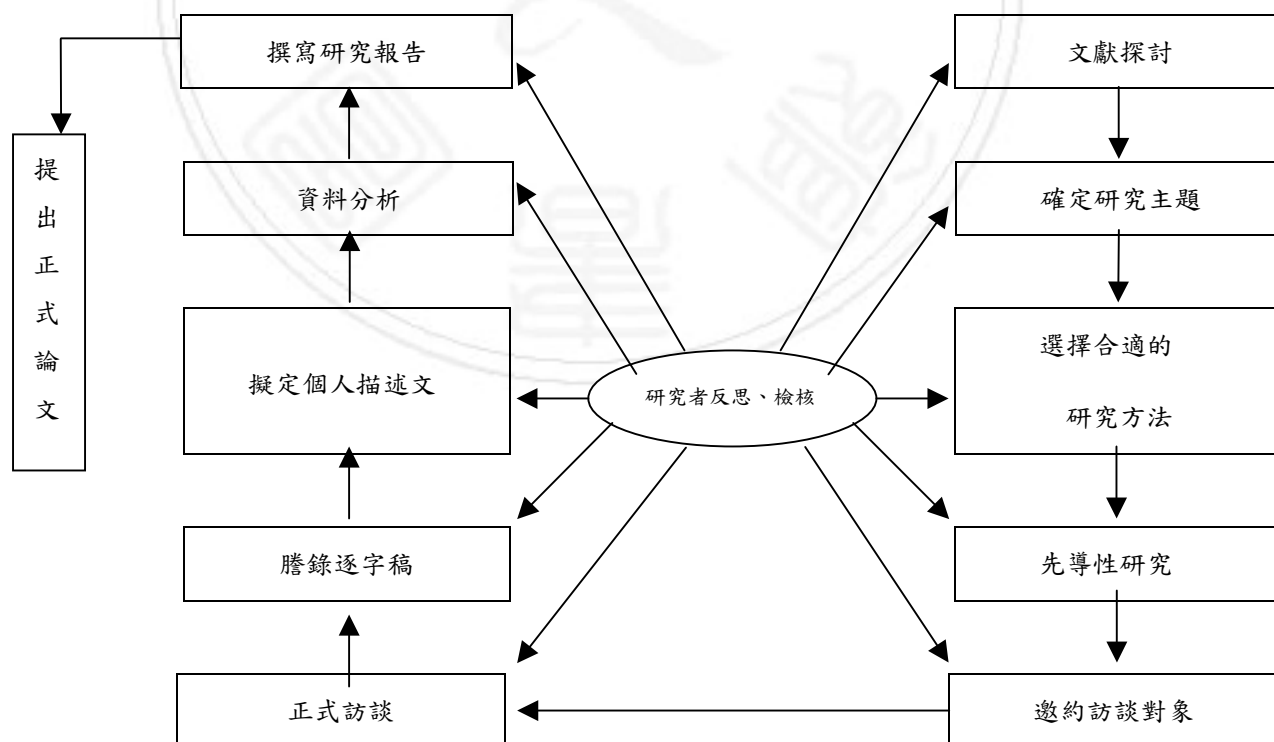 撰寫研究報告
文獻探討
提出正式論文
資料分析
確定研究主題
擬定個人描述文
研究者反思、檢核
選擇合適的
研究方法
謄錄逐字稿
先導性研究
正式訪談
邀約訪談對象